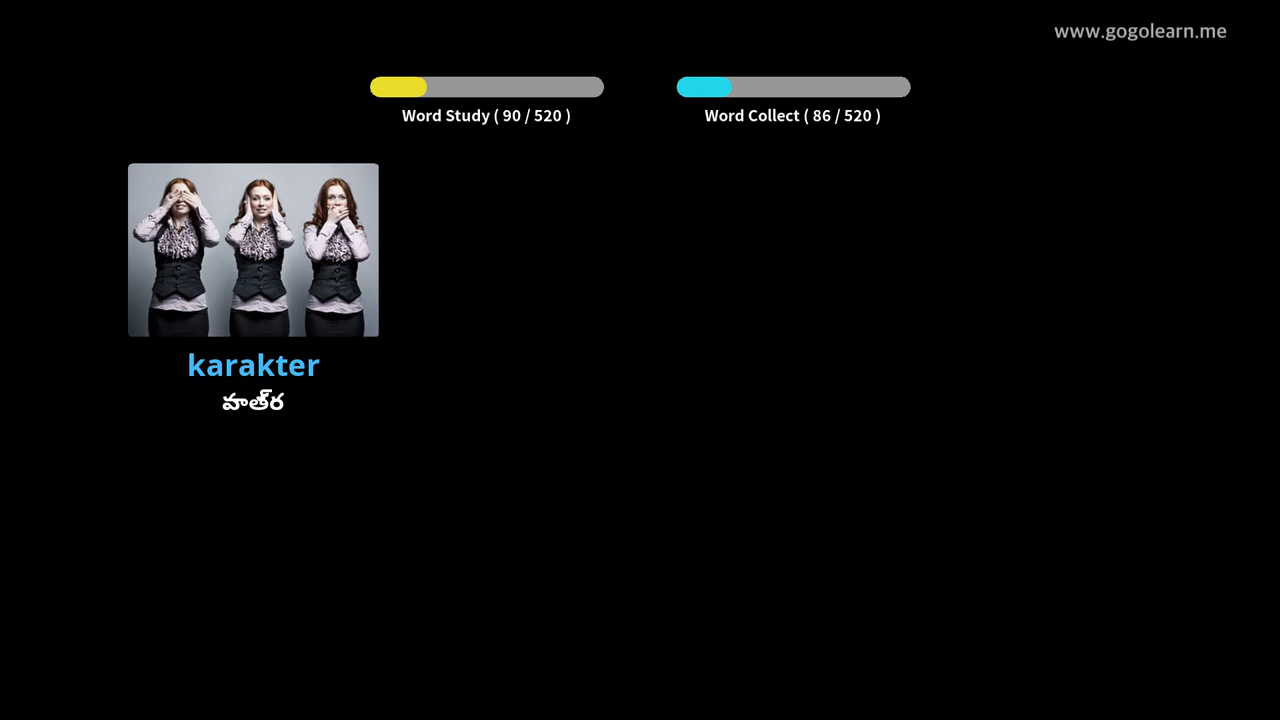 www.gogolearn.me
Word Study ( 90 / 520 )
Word Collect ( 86 / 520 )
karakter
పాత్ర